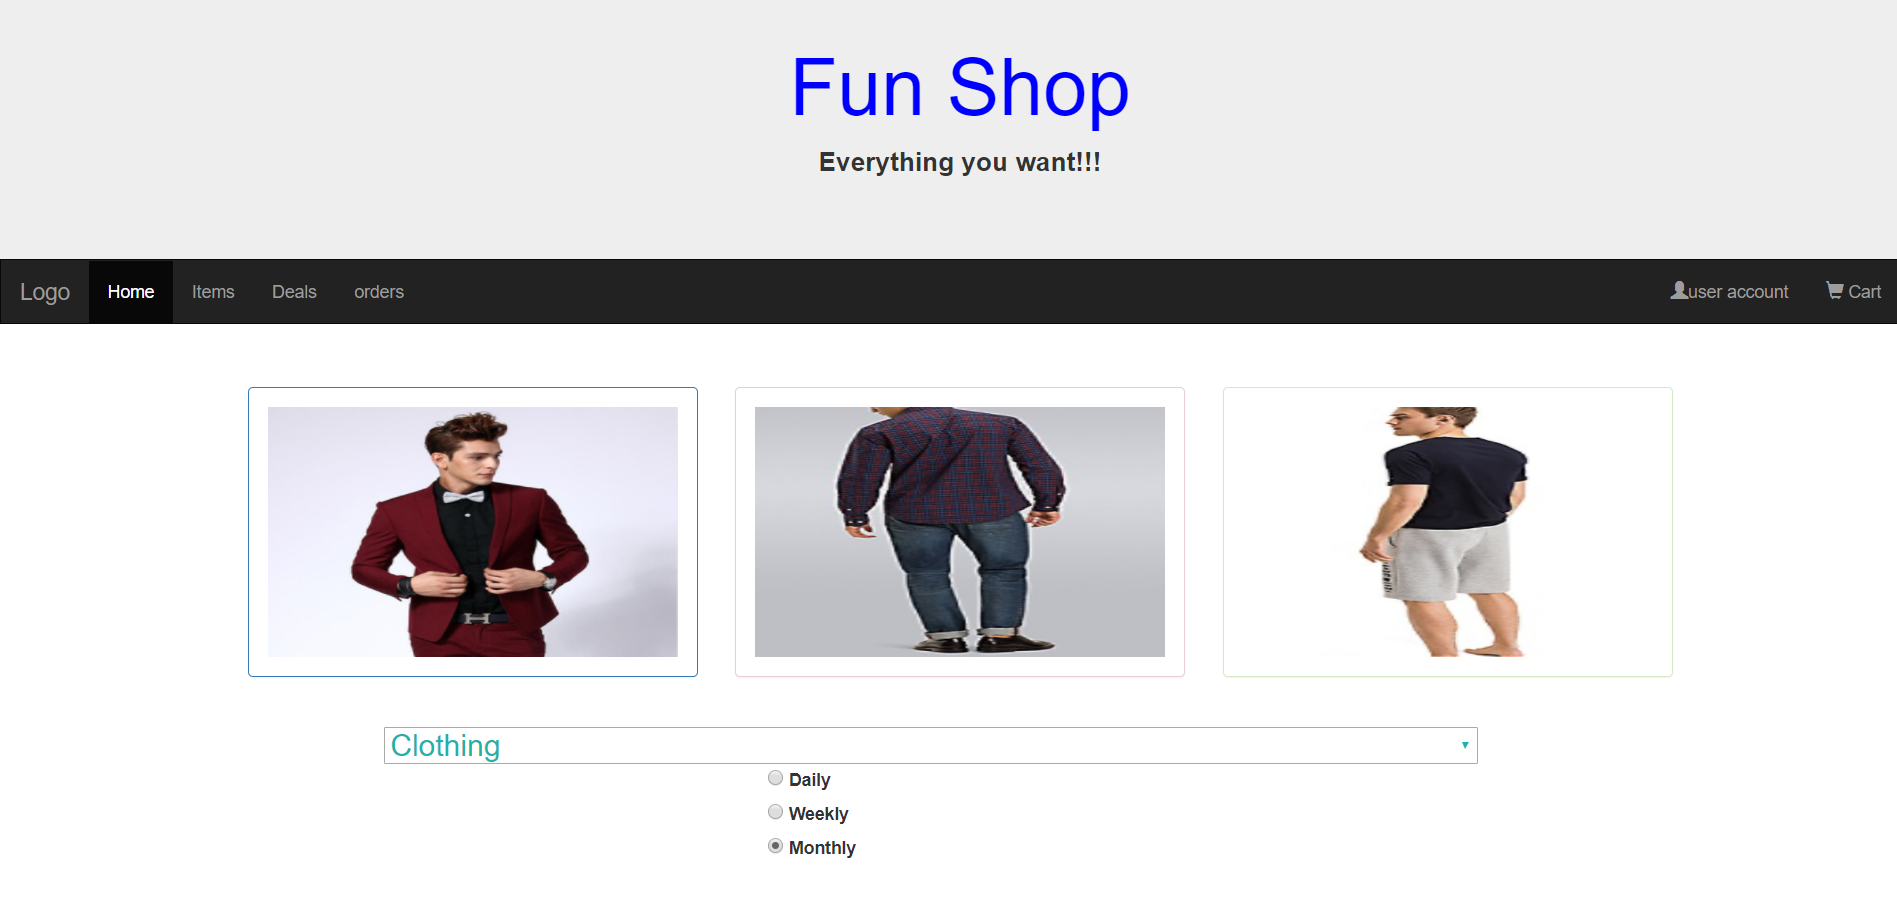 Fun Shop
Everything you want!!!
Logo Home Items Deals orders user account Cart
Clothing
Daily
Weekly
Monthly